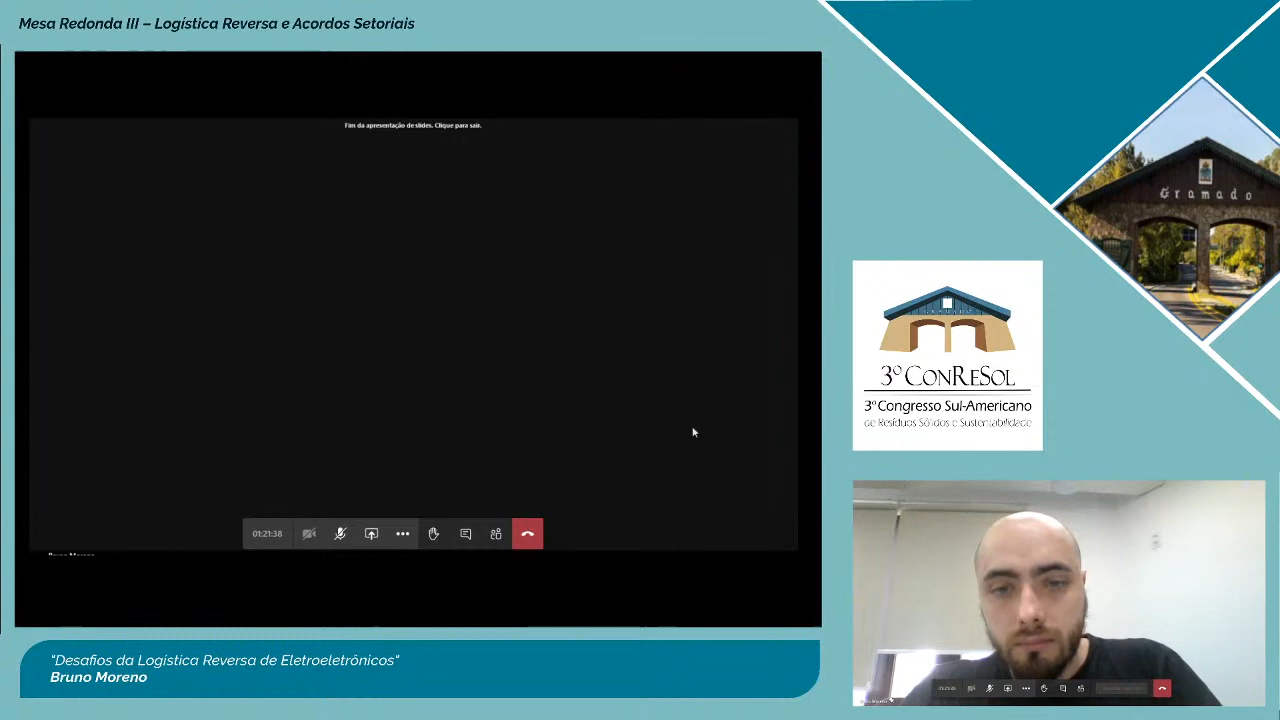 Mesa Redonda III – Logística Reversa e Acordos Setoriais
Fim da apresentação de slides. Clique para sair.
Gramado
3º CONRESOL
3º Congresso Sul-Americano
de Resíduos Sólidos e Sustentabilidade
01:21:38
"Desafios da Logística Reversa de Eletroeletrônicos"
Bruno Moreno